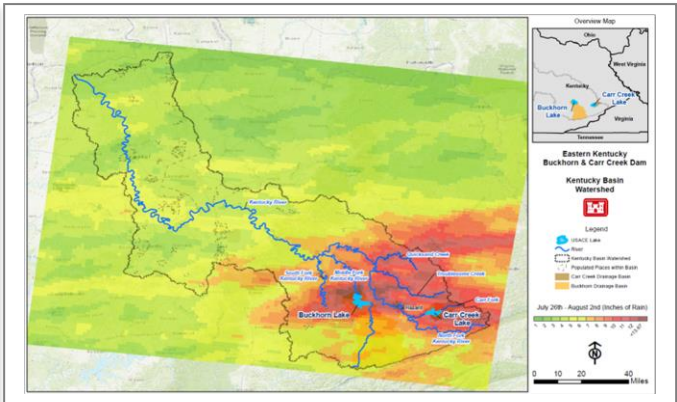 Overview Map
Ohio
West Virginia
Kentucky
Carr Creek
Lake
Buckhorn
Lake
Virginia
Tennessee
Eastern Kentucky
Buckhorn & Carr Creek Dam
Kentucky Basin
Watershed
Legend
USACE Lake
River
Kentucky Basin Watershed
Populated Places within Basin
Carr Creek Drainage Basin
Buckhorn Drainage Basin
July 26th - August 2nd (Inches of Rain)
N
0 10 20 40
Miles
Kentucky River
Quicksand Creek
Troublesome Creek
South Fork
Kentucky River
Middle Fork
Kentucky River
Carr Fork
Buckhorn Lake
Hazard
Carr Creek
Lake
North Fork
Kentucky River